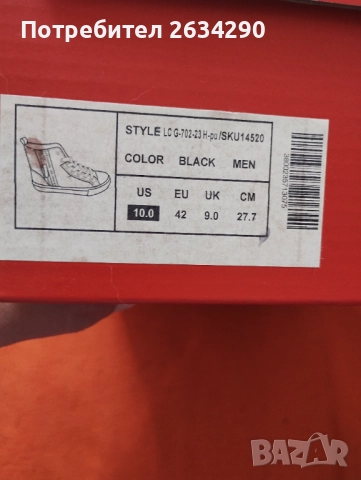 Потребител 2634290
STYLE LC G-702-23 H-pu/SKU14520
COLOR BLACK MEN
US EU UK CM
10.0 42 9.0 27.7
BAZAR